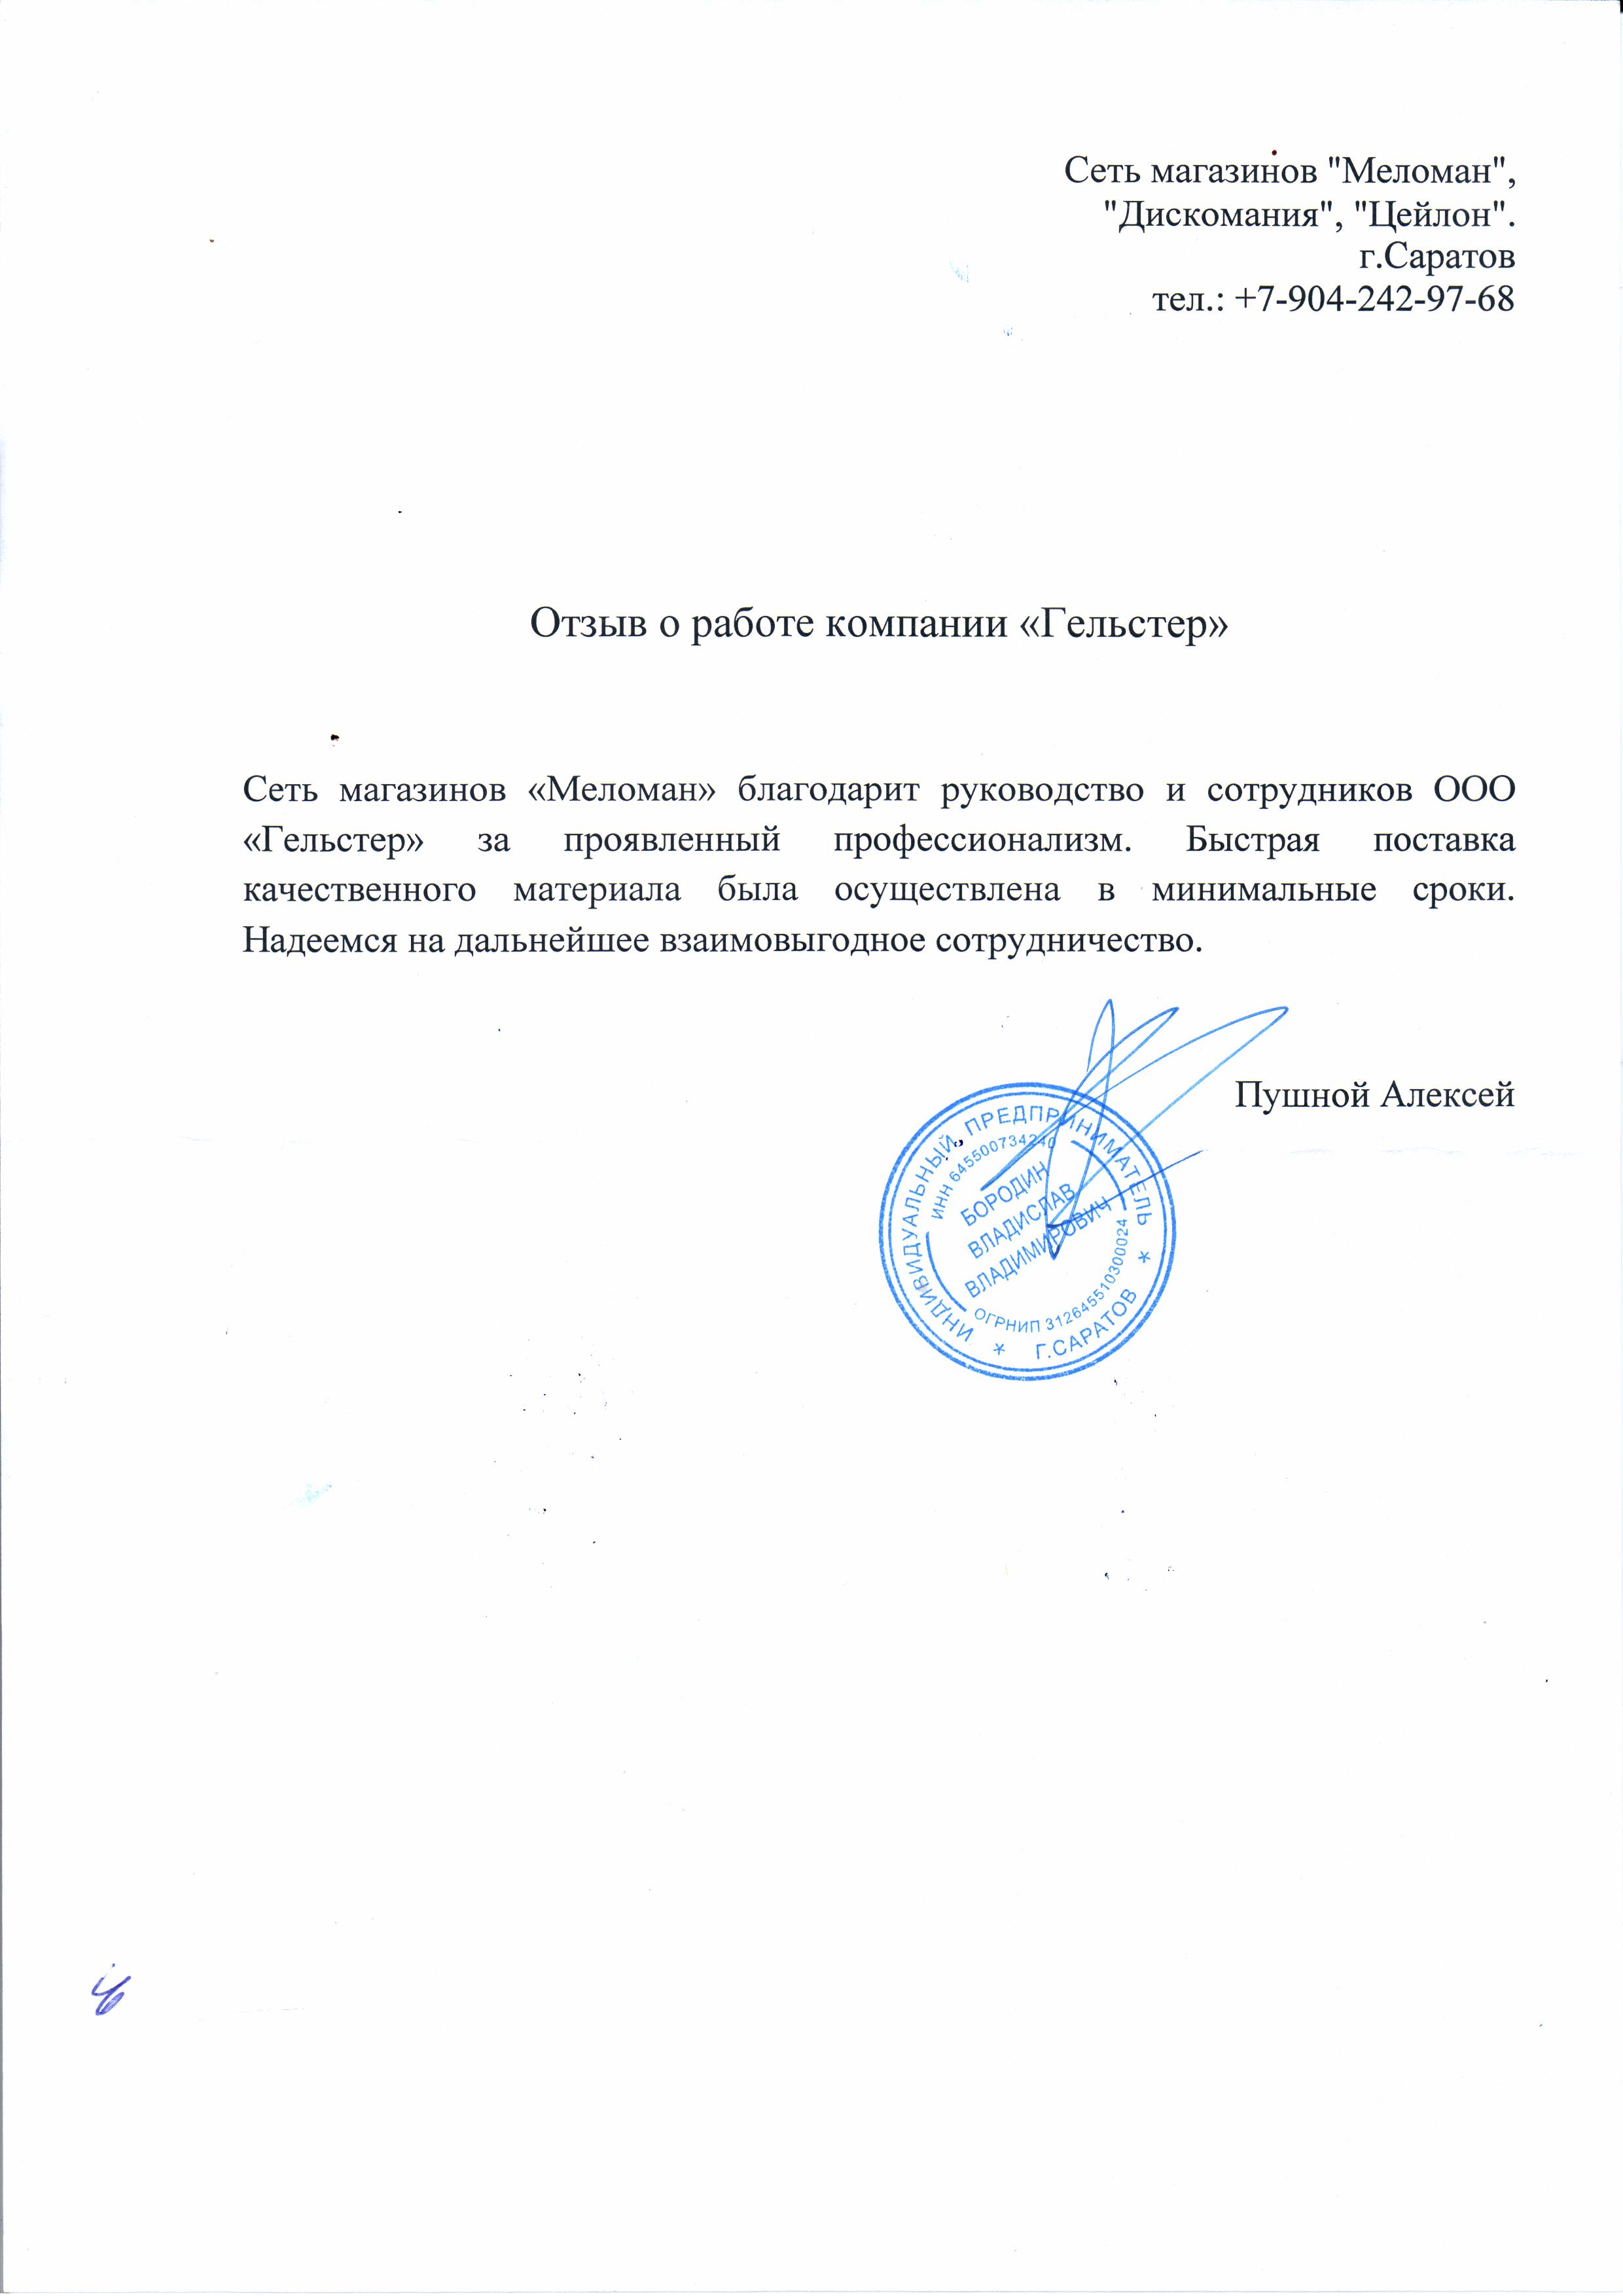 Сеть магазинов "Меломан",
"Дискомания", "Цейлон".
г.Саратов
тел.: +7-904-242-97-68
Отзыв о работе компании «Гельстер»
Сеть магазинов «Меломан» благодарит руководство и сотрудников ООО
«Гельстер» за проявленный профессионализм. Быстрая поставка
качественного материала была осуществлена в минимальные сроки.
Надеемся на дальнейшее взаимовыгодное сотрудничество.
Пушной Алексей
ИНДИВИДУАЛЬНЫЙ ПРЕДПРИНИМАТЕЛЬ
ИНН 645500734240
БОРОДИН
ВЛАДИСЛАВ
ВЛАДИМИРОВИЧ
ОГРНИП 312645510300024
* Г.САРАТОВ *